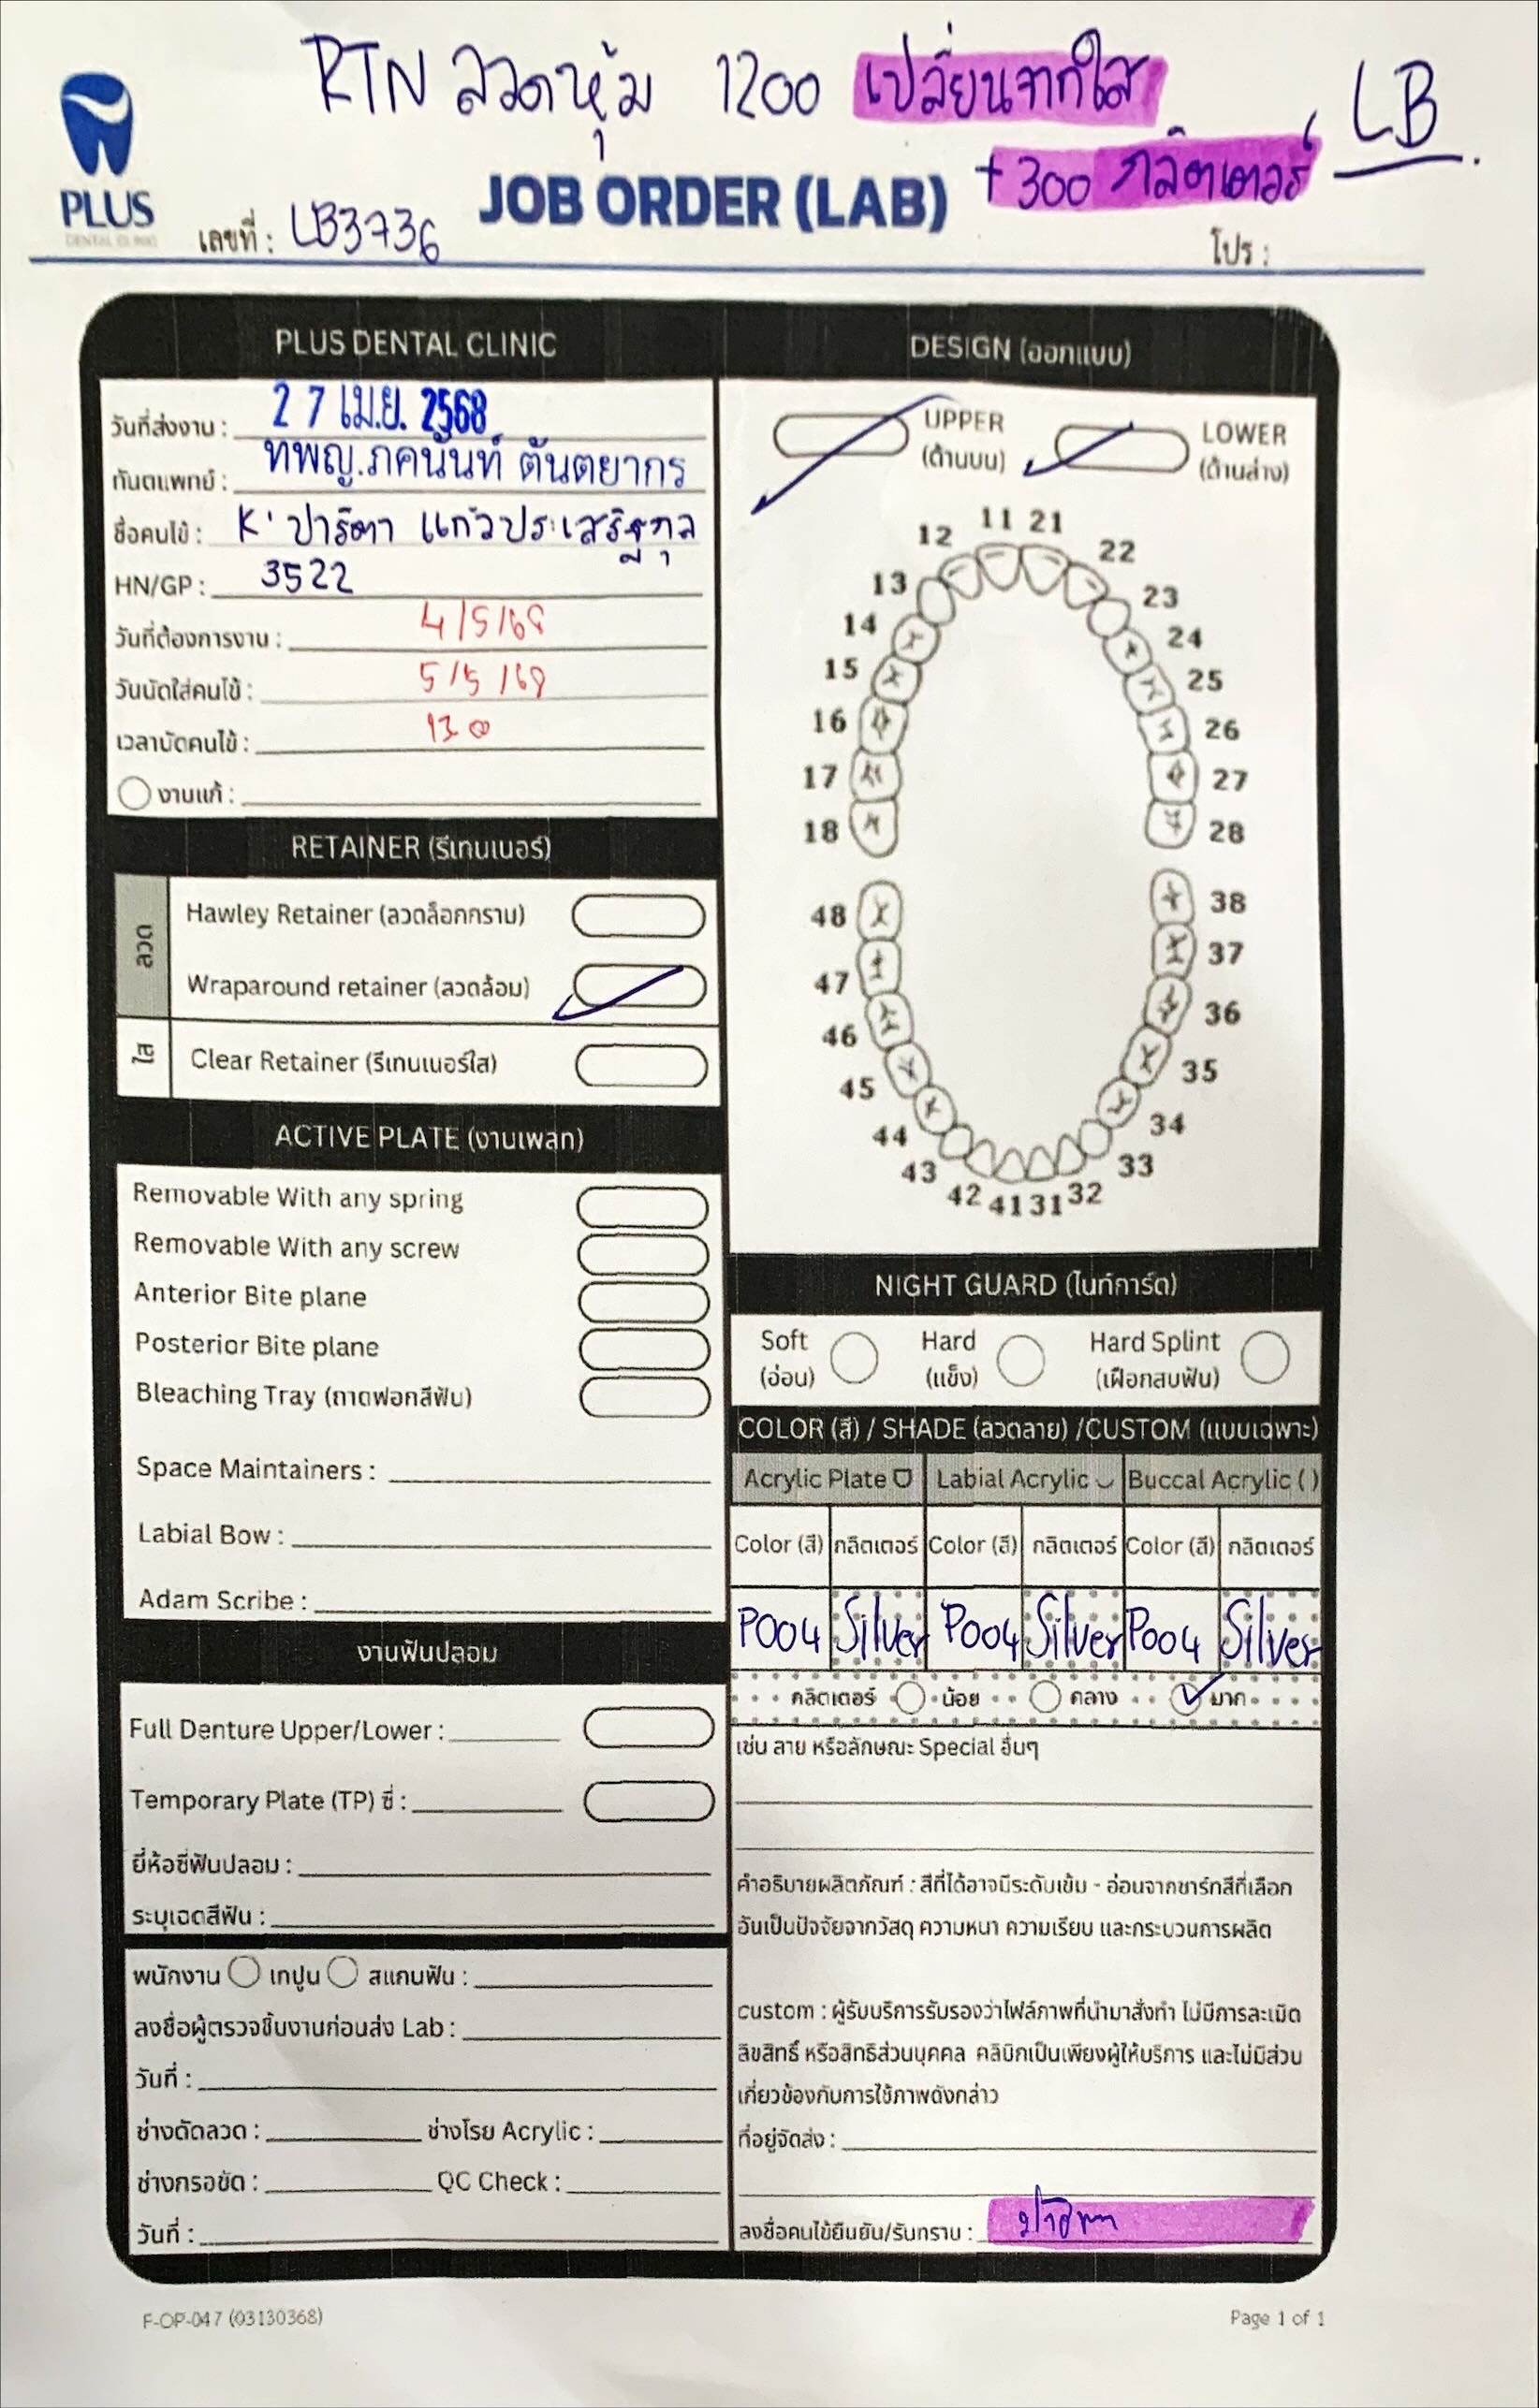 RTN ลวดหุ้ม 1200 เปลี่ยนจากใส
+300 กลิตเตอร์
LB
PLUS
DENTAL CLINIC
เลขที่ : LB3736
JOB ORDER (LAB)
โปร :
PLUS DENTAL CLINIC
วันที่ส่งงาน : 27 เม.ย. 2568
ทันตแพทย์ : ทพญ.ภคนันท์ ตันตยากร
ชื่อคนไข้ : K' ปาริตา แก้วประเสริฐกุล
HN/GP : 3522
วันที่ต้องการงาน : 4/5/68
วันนัดใส่คนไข้ : 5/5/68
เวลานัดคนไข้ :
งานแก้ :
RETAINER (รีเทนเนอร์)
ลวด
Hawley Retainer (ลวดล็อกกราม)
Wraparound retainer (ลวดล้อม)
ใส
Clear Retainer (รีเทนเนอร์ใส)
ACTIVE PLATE (งานเพลท)
Removable With any spring
Removable With any screw
Anterior Bite plane
Posterior Bite plane
Bleaching Tray (ถาดฟอกสีฟัน)
Space Maintainers :
Labial Bow :
Adam Scribe :
งานฟันปลอม
Full Denture Upper/Lower :
Temporary Plate (TP) ซี่ :
ยี่ห้อซี่ฟันปลอม :
ระบุเฉดสีฟัน :
พนักงาน เทปูน สแกนฟัน :
ลงชื่อผู้ตรวจชิ้นงานก่อนส่ง Lab :
วันที่ :
ช่างดัดลวด : ช่างโรย Acrylic :
ช่างกรอขัด : QC Check :
วันที่ :
DESIGN (ออกแบบ)
UPPER
(ด้านบน)
LOWER
(ด้านล่าง)
11 21
12 22
13 23
14 24
15 25
16 26
17 27
18 28
48 38
47 37
46 36
45 35
44 34
43 33
42 41 31 32
NIGHT GUARD (ไนท์การ์ด)
Soft
(อ่อน)
Hard
(แข็ง)
Hard Splint
(เฝือกสบฟัน)
COLOR (สี) / SHADE (ลวดลาย) /CUSTOM (แบบเฉพาะ)
Acrylic Plate Labial Acrylic Buccal Acrylic ( )
Color (สี) กลิตเตอร์ Color (สี) กลิตเตอร์ Color (สี) กลิตเตอร์
P004 Silver P004 Silver P004 Silver
กลิตเตอร์ น้อย กลาง มาก
เช่น ลาย หรือลักษณะ Special อื่นๆ
คำอธิบายผลิตภัณฑ์ : สีที่ได้อาจมีระดับเข้ม - อ่อนจากชาร์ทสีที่เลือก
อันเป็นปัจจัยจากวัสดุ ความหนา ความเรียบ และกระบวนการผลิต
custom : ผู้รับบริการรับรองว่าไฟล์ภาพที่นำมาสั่งทำ ไม่มีการละเมิด
ลิขสิทธิ์ หรือสิทธิส่วนบุคคล คลินิกเป็นเพียงผู้ให้บริการ และไม่มีส่วน
เกี่ยวข้องกับการใช้ภาพดังกล่าว
ที่อยู่จัดส่ง :
ลงชื่อคนไข้ยืนยัน/รับทราบ : ปาริตา
F-OP-047 (03130368)
Page 1 of 1